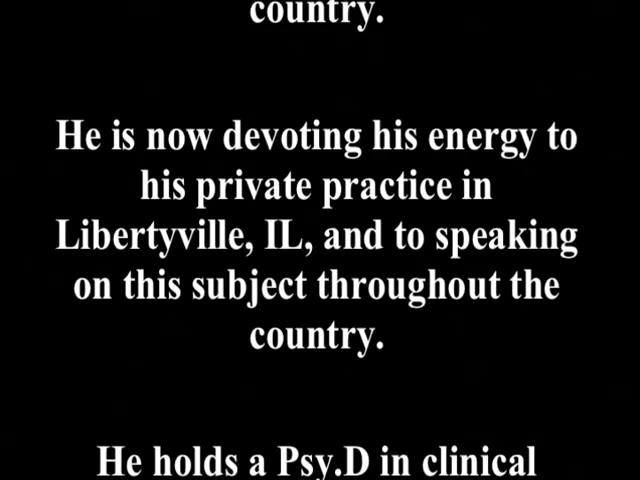 country.
He is now devoting his energy to
his private practice in
Libertyville, IL, and to speaking
on this subject throughout the
country.
He holds a Psy.D in clinical